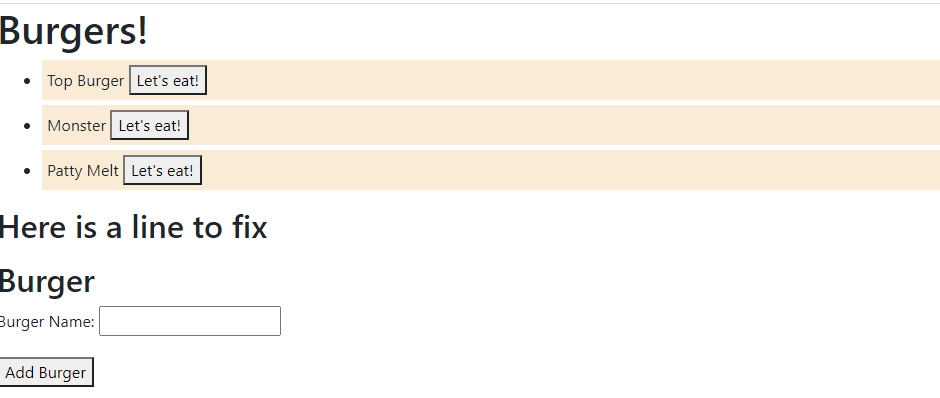 Burgers!
Top Burger Let's eat!
Monster Let's eat!
Patty Melt Let's eat!
Here is a line to fix
Burger
Burger Name:
Add Burger